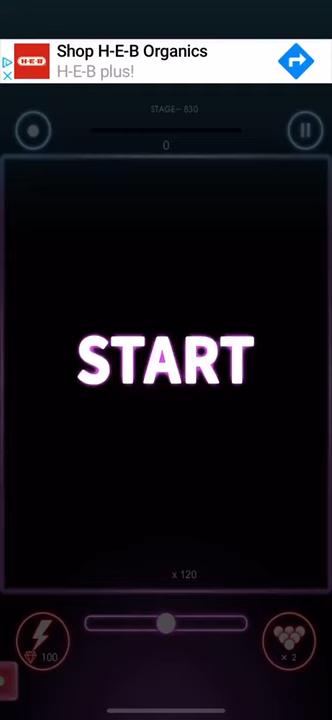 Shop H-E-B Organics
H-E-B
H-E-B plus!
STAGE- 830
0
START
x 120
100
× 2